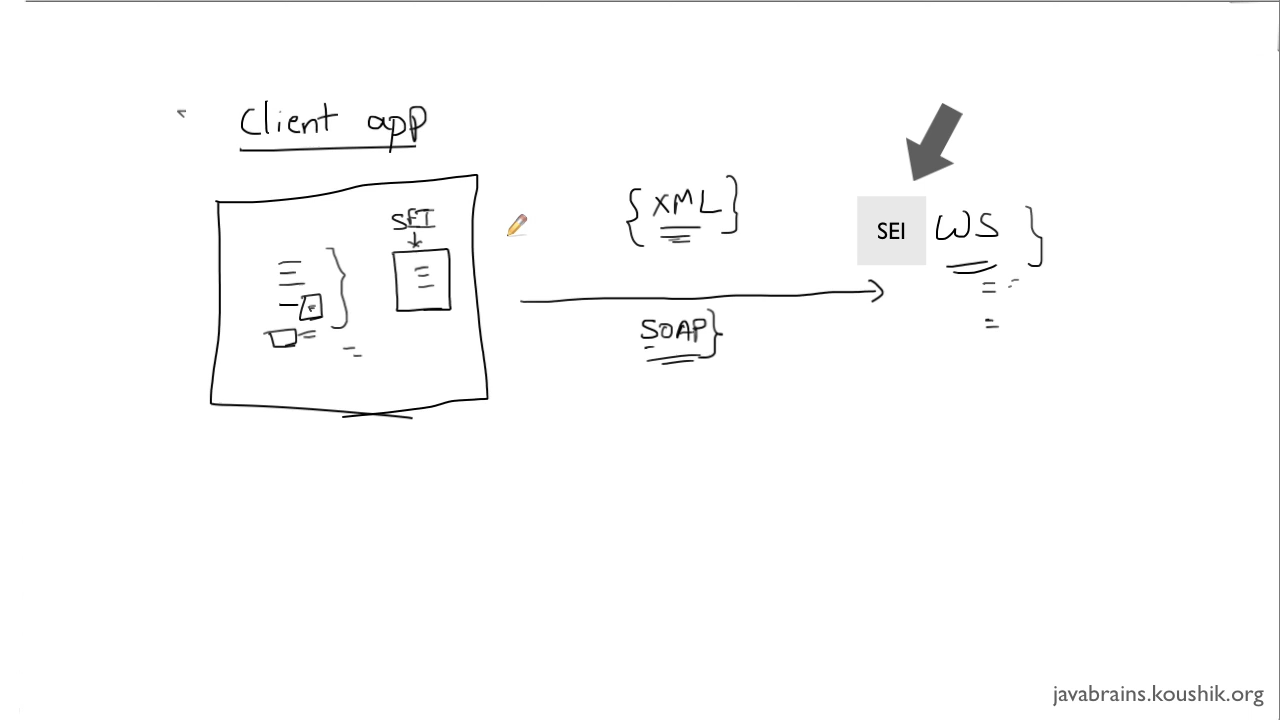 Client app
SEI
{ XML }
SEI
WS }
SOAP }
javabrains.koushik.org